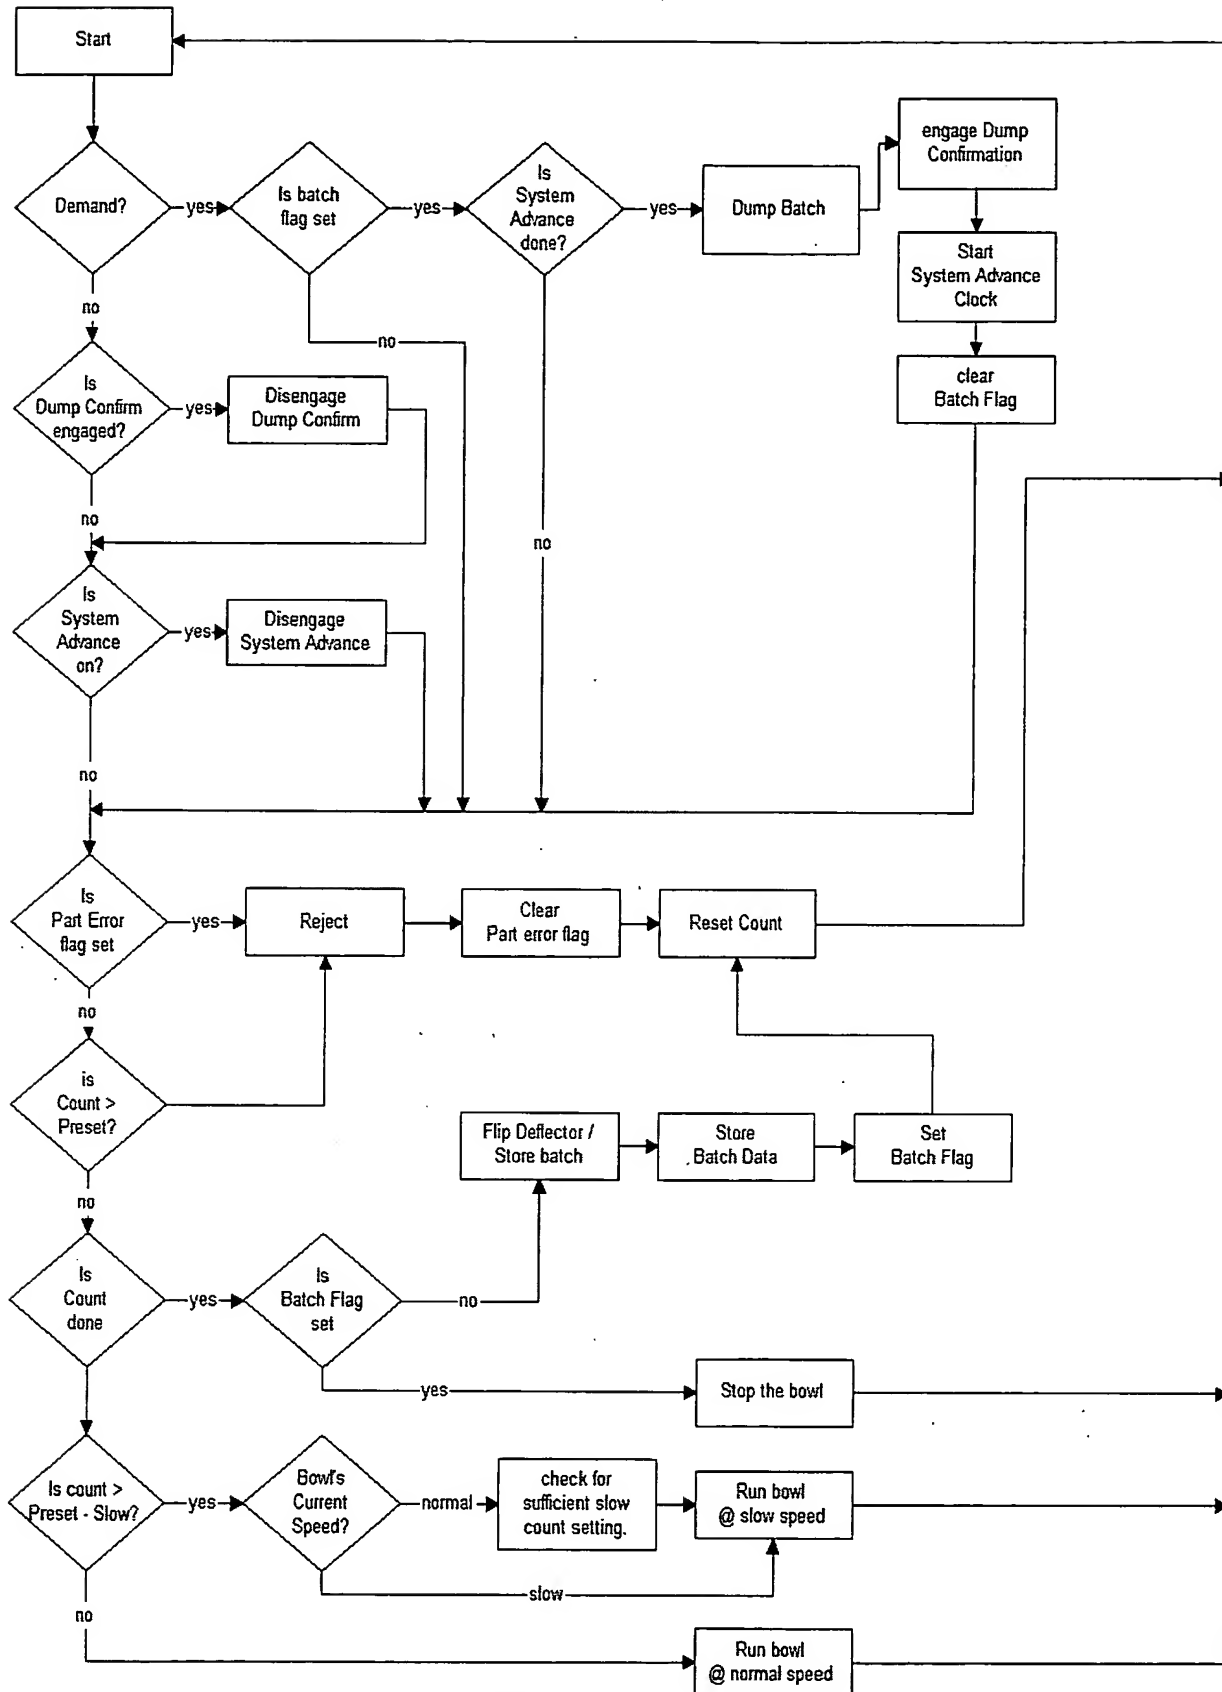 Start
engage Dump
Confirmation
Demand?
yes
Is batch
flag set
yes
Is
System
Advance
done?
yes
Dump Batch
Start
System Advance
Clock
no
no
clear
Batch Flag
Is
Dump Confirm
engaged?
yes
Disengage
Dump Confirm
no
no
Is
System
Advance
on?
yes
Disengage
System Advance
no
Is
Part Error
flag set
yes
Reject
Clear
Part error flag
Reset Count
no
is
Count >
Preset?
Flip Deflector /
Store batch
Store
Batch Data
Set
Batch Flag
no
Is
Count
done
yes
Is
Batch Flag
set
no
yes
Stop the bowl
Is count >
Preset - Slow?
yes
Bowl's
Current
Speed?
normal
check for
sufficient slow
count setting.
Run bowl
@ slow speed
slow
no
Run bowl
@ normal speed